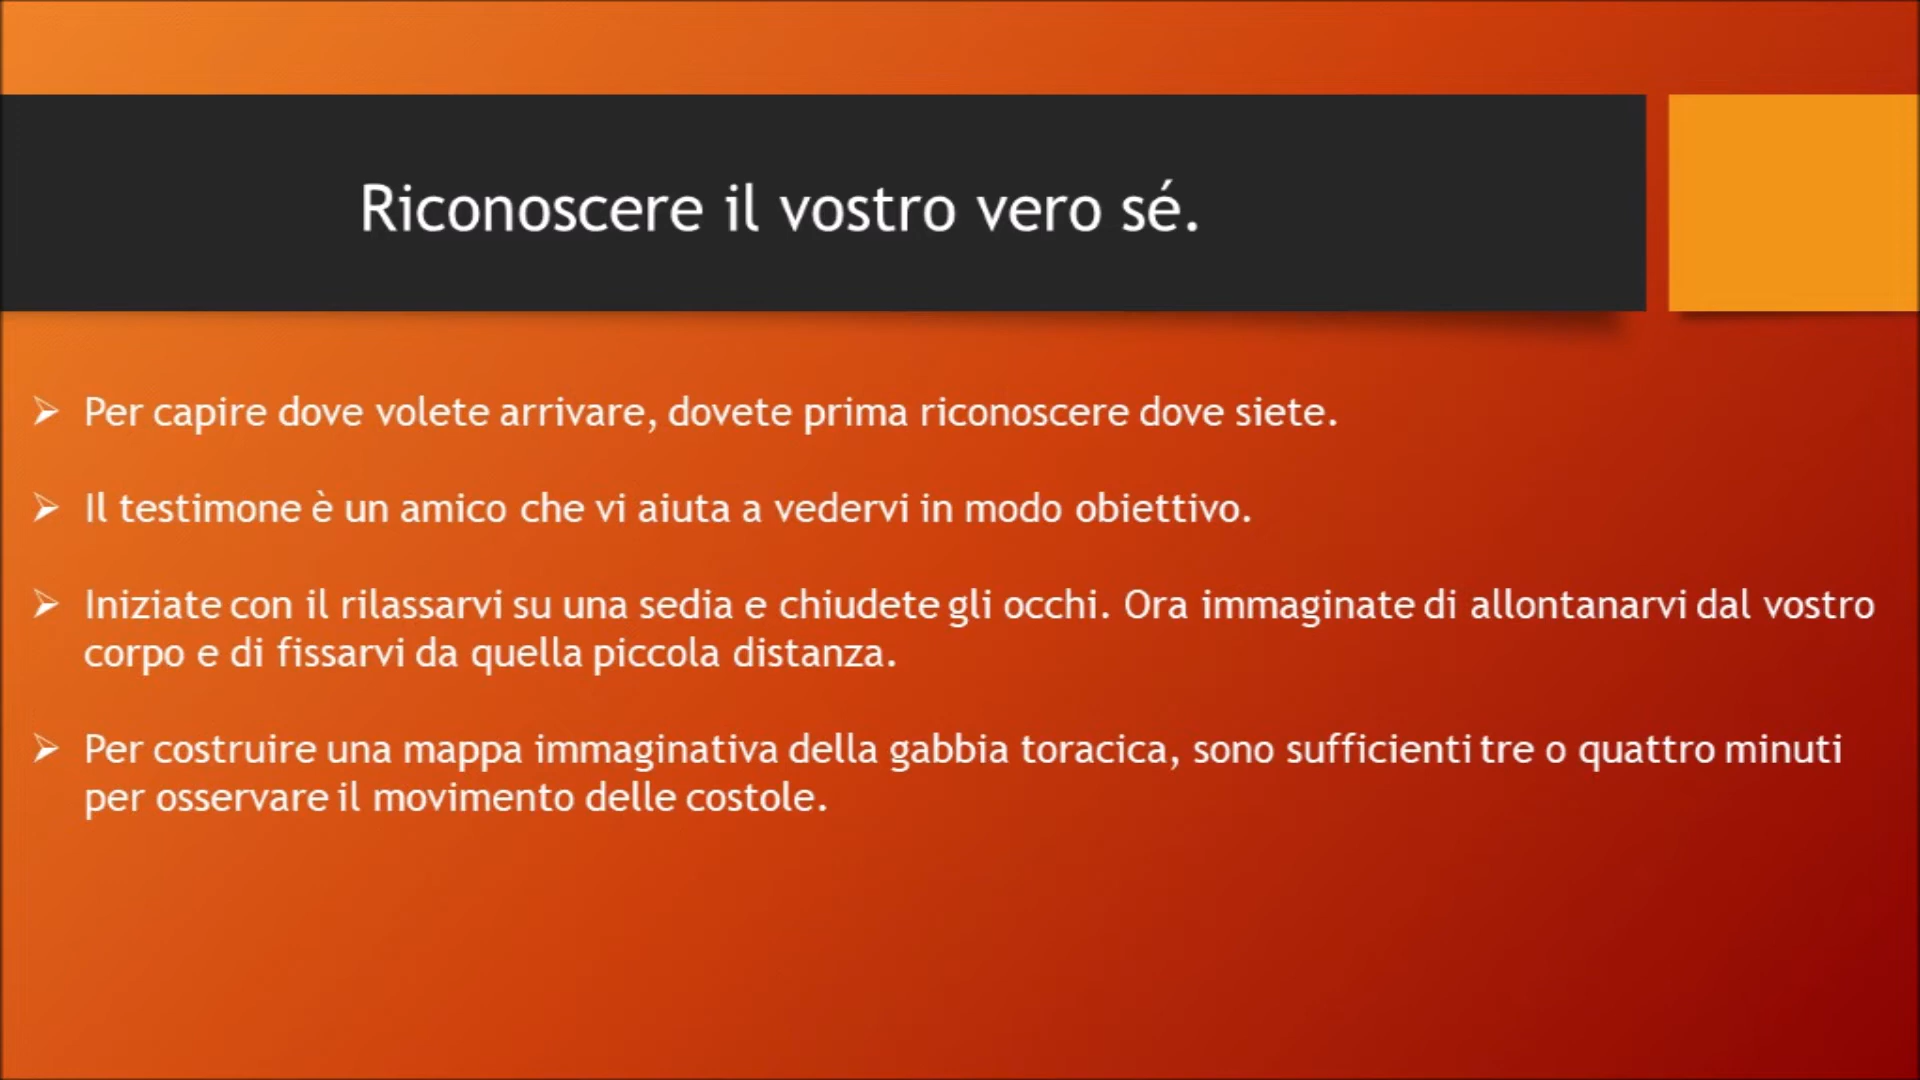 Riconoscere il vostro vero sé.
Per capire dove volete arrivare, dovete prima riconoscere dove siete.
Il testimone è un amico che vi aiuta a vedervi in modo obiettivo.
Iniziate con il rilassarvi su una sedia e chiudete gli occhi. Ora immaginate di allontanarvi dal vostro
corpo e di fissarvi da quella piccola distanza.
Per costruire una mappa immaginativa della gabbia toracica, sono sufficienti tre o quattro minuti
per osservare il movimento delle costole.